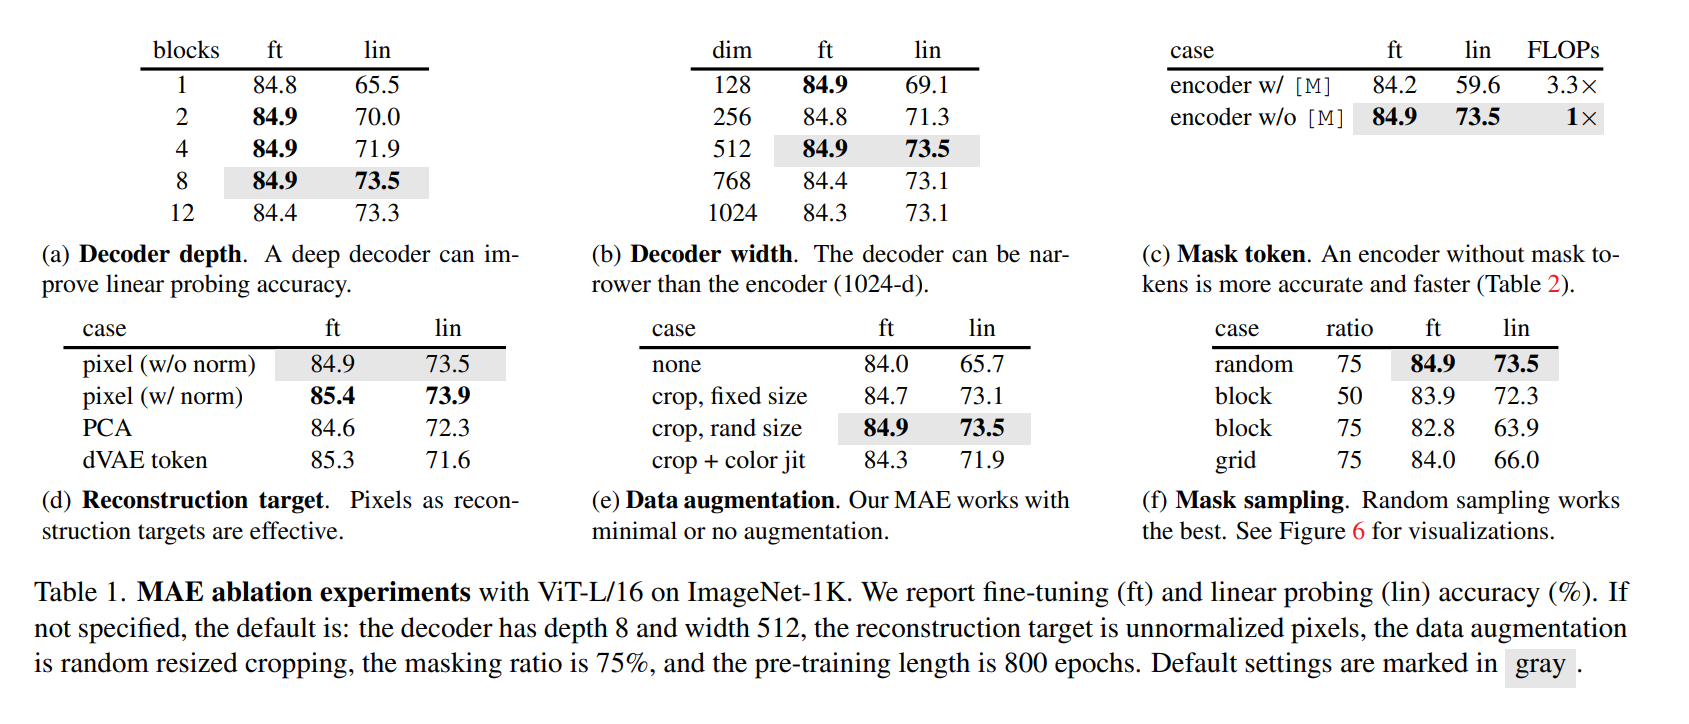 blocks ft lin
1 84.8 65.5
2 84.9 70.0
4 84.9 71.9
8 84.9 73.5
12 84.4 73.3
(a) Decoder depth. A deep decoder can im-
prove linear probing accuracy.
dim ft lin
128 84.9 69.1
256 84.8 71.3
512 84.9 73.5
768 84.4 73.1
1024 84.3 73.1
(b) Decoder width. The decoder can be nar-
rower than the encoder (1024-d).
case ft lin FLOPs
encoder w/ [M] 84.2 59.6 3.3×
encoder w/o [M] 84.9 73.5 1×
(c) Mask token. An encoder without mask to-
kens is more accurate and faster (Table 2).
case ft lin
pixel (w/o norm) 84.9 73.5
pixel (w/ norm) 85.4 73.9
PCA 84.6 72.3
dVAE token 85.3 71.6
(d) Reconstruction target. Pixels as recon-
struction targets are effective.
case ft lin
none 84.0 65.7
crop, fixed size 84.7 73.1
crop, rand size 84.9 73.5
crop + color jit 84.3 71.9
(e) Data augmentation. Our MAE works with
minimal or no augmentation.
case ratio ft lin
random 75 84.9 73.5
block 50 83.9 72.3
block 75 82.8 63.9
grid 75 84.0 66.0
(f) Mask sampling. Random sampling works
the best. See Figure 6 for visualizations.
Table 1. MAE ablation experiments with ViT-L/16 on ImageNet-1K. We report fine-tuning (ft) and linear probing (lin) accuracy (%). If
not specified, the default is: the decoder has depth 8 and width 512, the reconstruction target is unnormalized pixels, the data augmentation
is random resized cropping, the masking ratio is 75%, and the pre-training length is 800 epochs. Default settings are marked in gray .